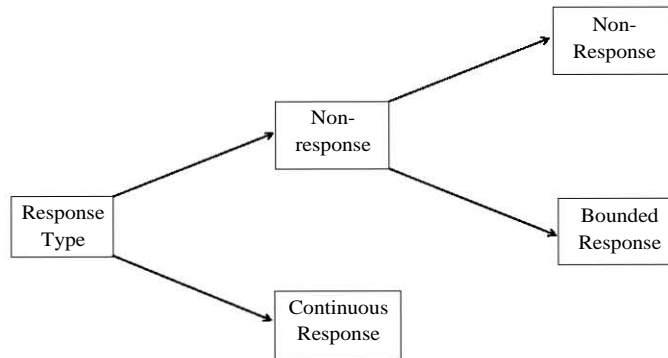 Non-
Response
Non-
response
Response
Type
Bounded
Response
Continuous
Response